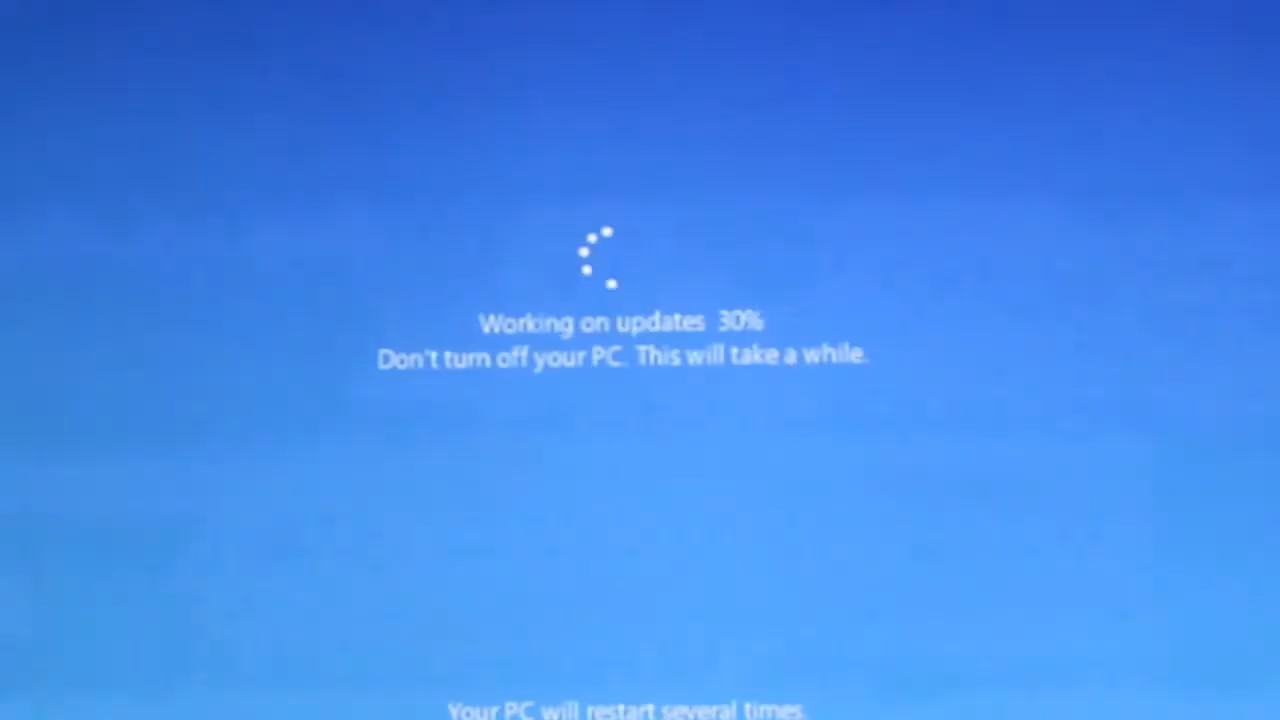 Working on updates 30%
Don't turn off your PC. This will take a while.
Your PC will restart several times.